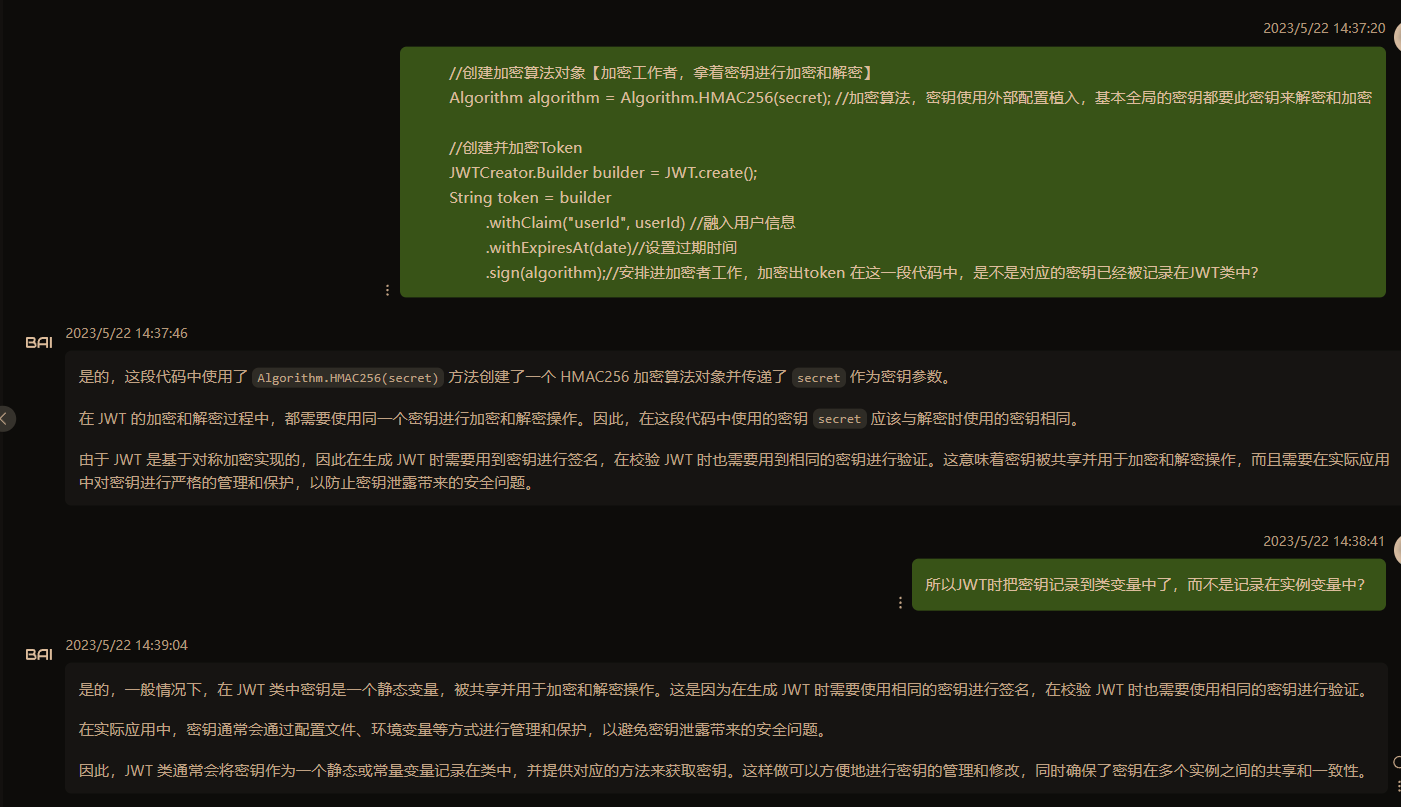 2023/5/22 14:37:20
//创建加密算法对象【加密工作者，拿着密钥进行加密和解密】
Algorithm algorithm = Algorithm.HMAC256(secret); //加密算法，密钥使用外部配置植入，基本全局的密钥都要此密钥来解密和加密
//创建并加密Token
JWTCreator.Builder builder = JWT.create();
String token = builder
.withClaim("userId", userId) //融入用户信息
.withExpiresAt(date)//设置过期时间
.sign(algorithm);//安排进加密者工作，加密出token 在这一段代码中，是不是对应的密钥已经被记录在JWT类中？
2023/5/22 14:37:46
BAI
是的，这段代码中使用了 Algorithm.HMAC256(secret) 方法创建了一个 HMAC256 加密算法对象并传递了 secret 作为密钥参数。
在 JWT 的加密和解密过程中，都需要使用同一个密钥进行加密和解密操作。因此，在这段代码中使用的密钥 secret 应该与解密时使用的密钥相同。
由于 JWT 是基于对称加密实现的，因此在生成 JWT 时需要用到密钥进行签名，在校验 JWT 时也需要用到相同的密钥进行验证。这意味着密钥被共享并用于加密和解密操作，而且需要在实际应用
中对密钥进行严格的管理和保护，以防止密钥泄露带来的安全问题。
2023/5/22 14:38:41
所以JWT时把密钥记录到类变量中了，而不是记录在实例变量中？
2023/5/22 14:39:04
BAI
是的，一般情况下，在 JWT 类中密钥是一个静态变量，被共享并用于加密和解密操作。这是因为在生成 JWT 时需要使用相同的密钥进行签名，在校验 JWT 时也需要使用相同的密钥进行验证。
在实际应用中，密钥通常会通过配置文件、环境变量等方式进行管理和保护，以避免密钥泄露带来的安全问题。
因此，JWT 类通常会将密钥作为一个静态或常量变量记录在类中，并提供对应的方法来获取密钥。这样做可以方便地进行密钥的管理和修改，同时确保了密钥在多个实例之间的共享和一致性。